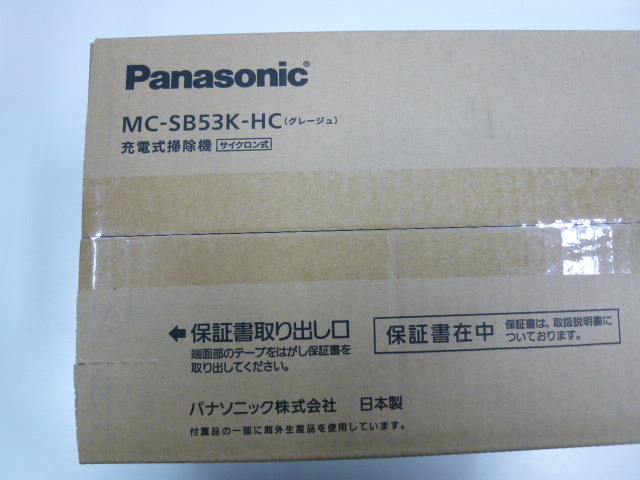 Panasonic®
MC-SB53K-HC(グレージュ)
充電式掃除機 サイクロン式
←保証書取り出し口
端面部のテープをはがし保証書を
取り出してください。
保証書在中
保証書は、取扱説明書に
ついております。
パナソニック株式会社 日本製
付属品の一部に海外生産品を使用しています。